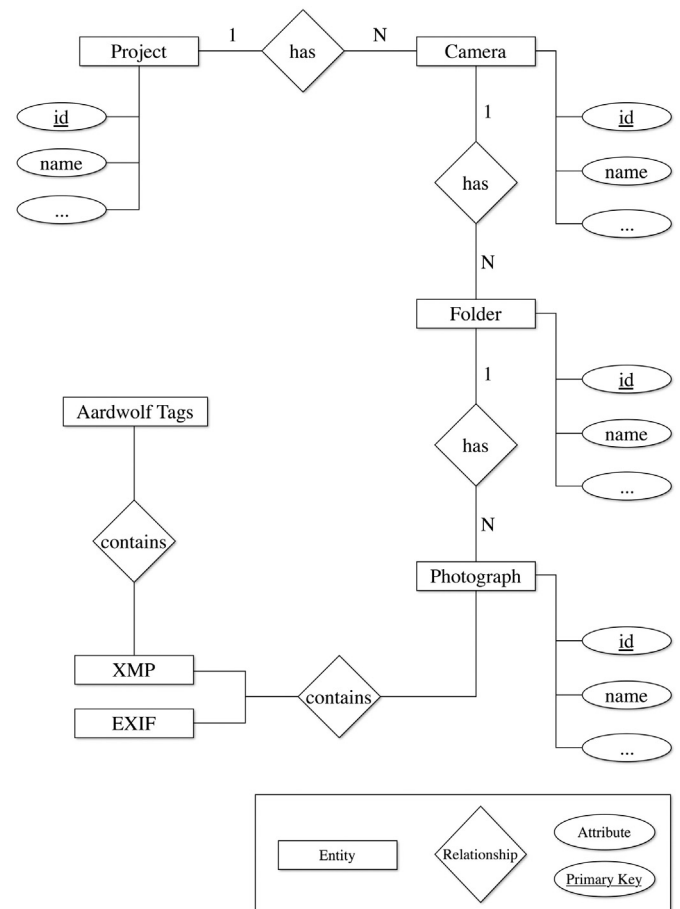 Project 1 has N Camera
id
name
...
1
id
name
...
has
N
Folder
1
id
name
...
has
N
Aardwolf Tags
contains
Photograph
XMP
EXIF
contains
id
name
...
Entity
Relationship
Attribute
Primary Key